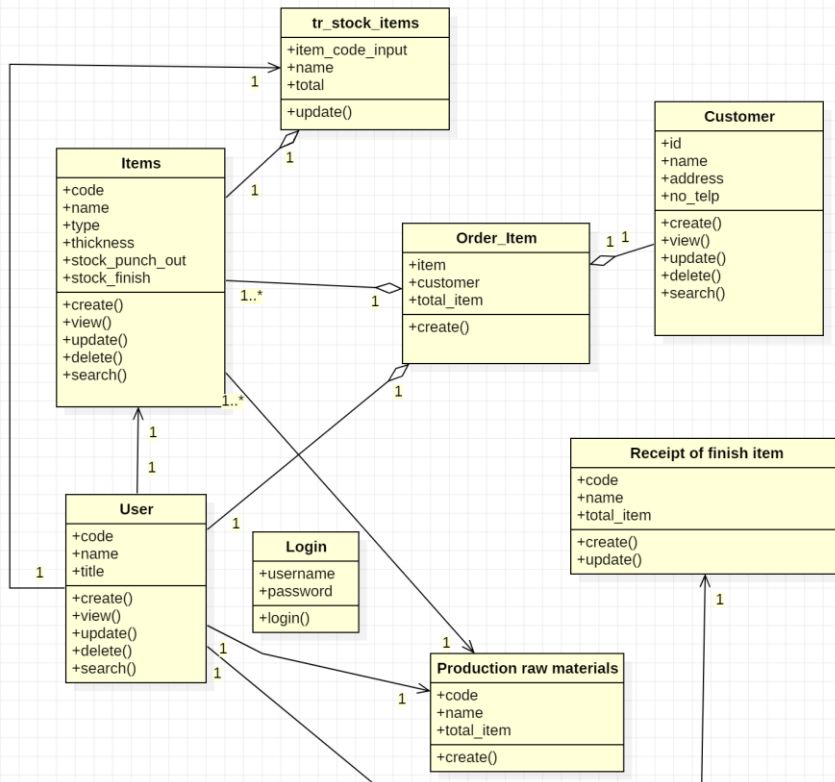 tr_stock_items
+item_code_input
+name
+total
+update()
1
1
1
Items
+code
+name
+type
+thickness
+stock_punch_out
+stock_finish
+create()
+view()
+update()
+delete()
+search()
Customer
+id
+name
+address
+no_telp
+create()
+view()
+update()
+delete()
+search()
Order_Item
+item
+customer
+total_item
+create()
1
1
1..*
1
1
1..*
1
1
Receipt of finish item
+code
+name
+total_item
+create()
+update()
1
User
+code
+name
+title
+create()
+view()
+update()
+delete()
+search()
1
1
Login
+username
+password
+login()
1
1
1
1
Production raw materials
+code
+name
+total_item
+create()